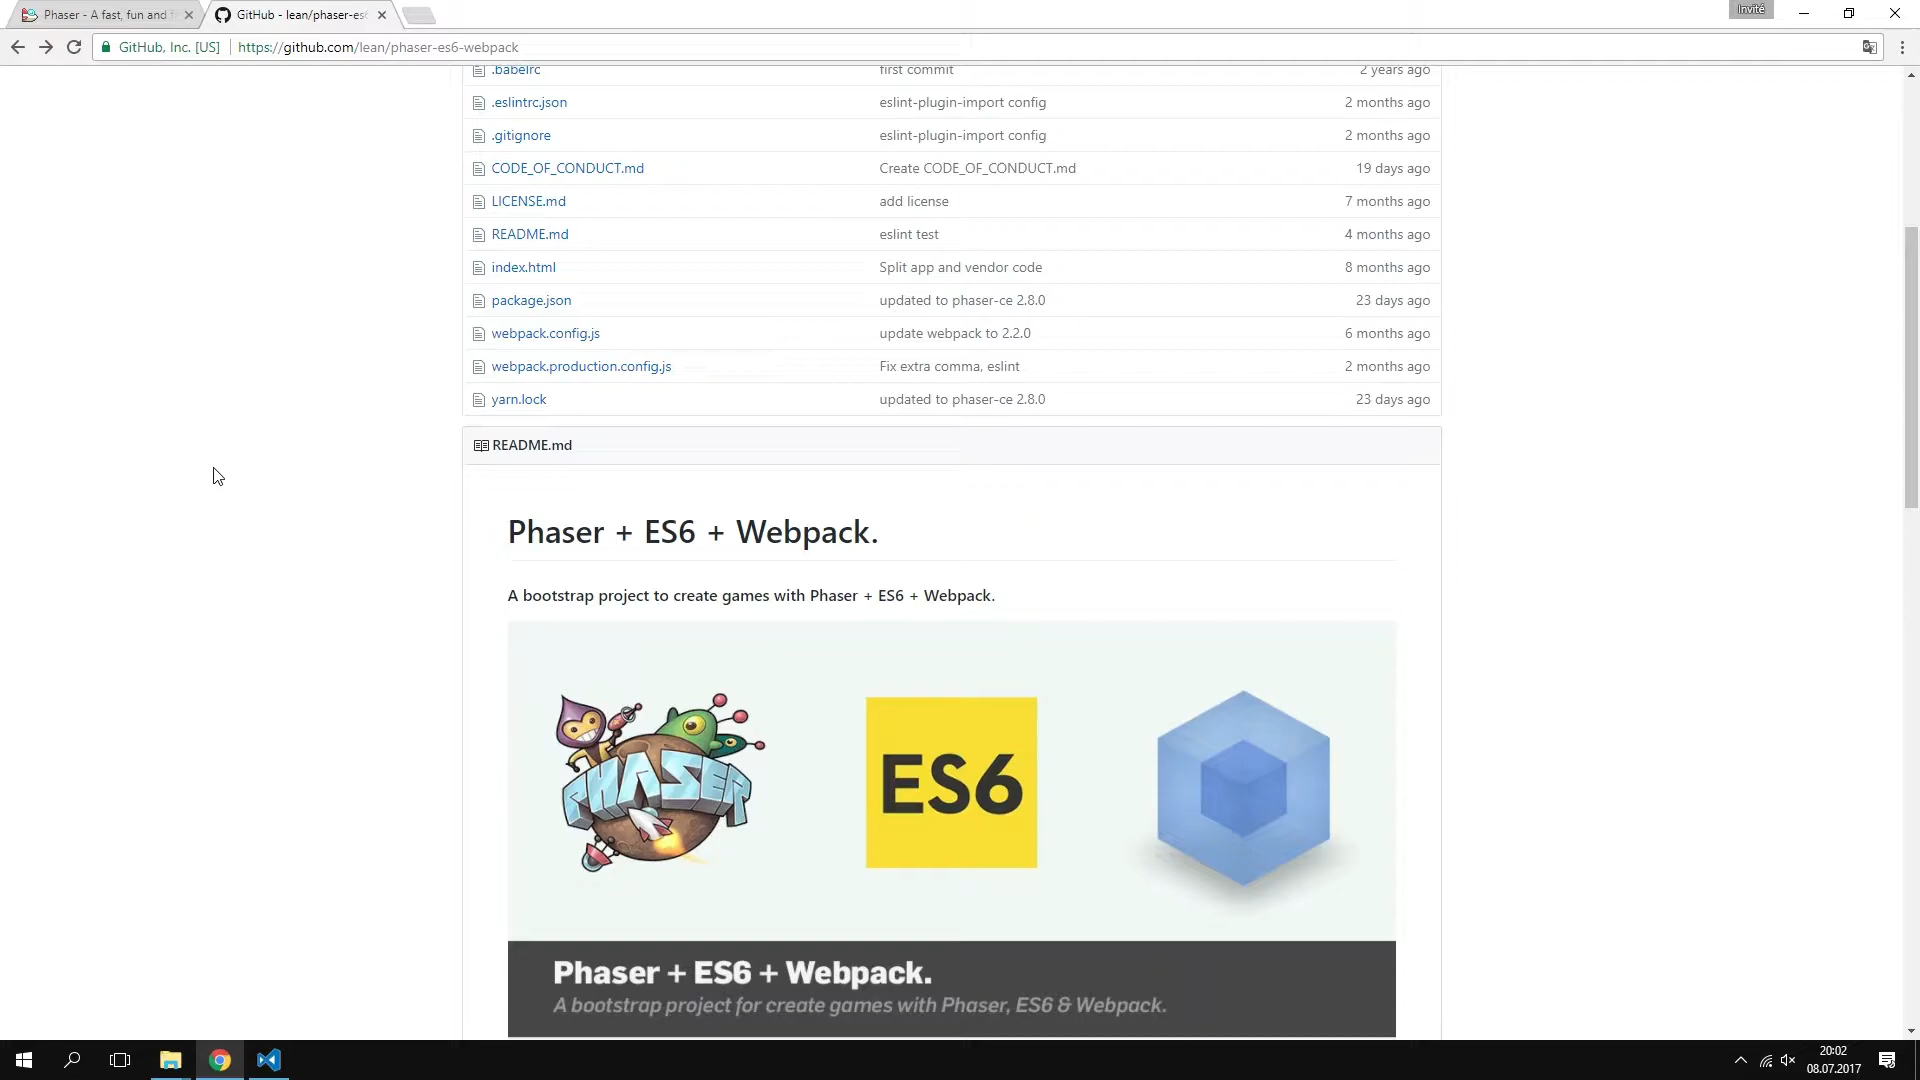 Phaser - A fast, fun and f
GitHub - lean/phaser-es
Invité
GitHub, Inc. [US] https://github.com/lean/phaser-es6-webpack
.babelrc first commit 2 years ago
.eslintrc.json eslint-plugin-import config 2 months ago
.gitignore eslint-plugin-import config 2 months ago
CODE_OF_CONDUCT.md Create CODE_OF_CONDUCT.md 19 days ago
LICENSE.md add license 7 months ago
README.md eslint test 4 months ago
index.html Split app and vendor code 8 months ago
package.json updated to phaser-ce 2.8.0 23 days ago
webpack.config.js update webpack to 2.2.0 6 months ago
webpack.production.config.js Fix extra comma, eslint 2 months ago
yarn.lock updated to phaser-ce 2.8.0 23 days ago
README.md
Phaser + ES6 + Webpack.
A bootstrap project to create games with Phaser + ES6 + Webpack.
PHASER
ES6
Phaser + ES6 + Webpack.
A bootstrap project for create games with Phaser, ES6 & Webpack.
20:02
08.07.2017